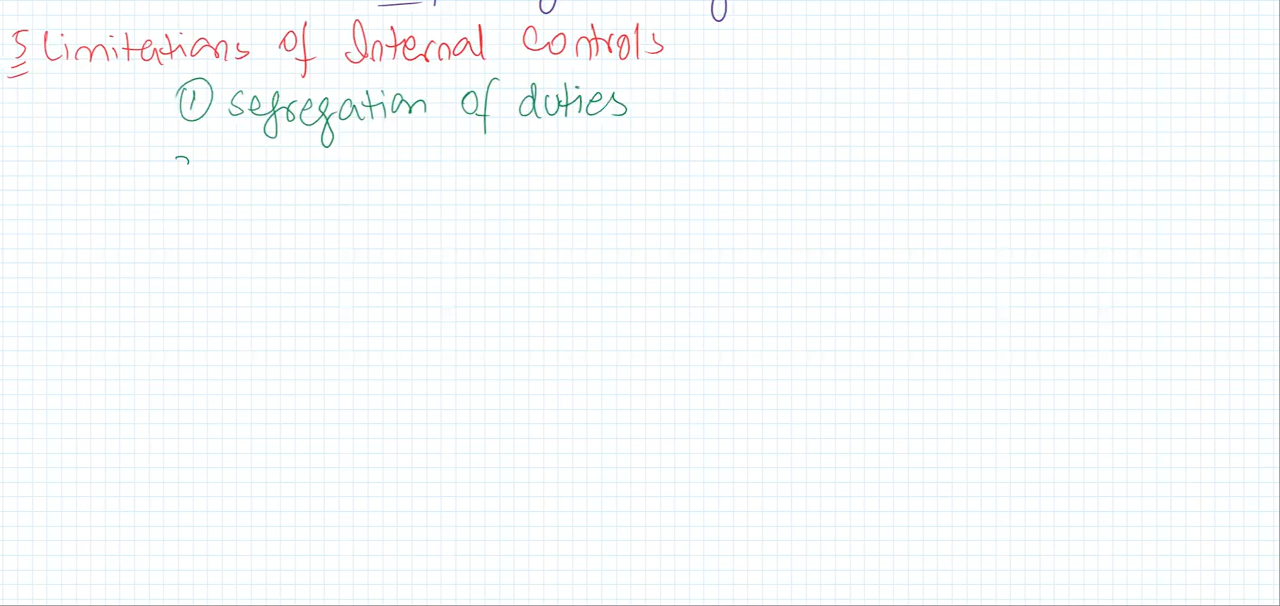 5 Limitations of Internal Controls
① segregation of duties